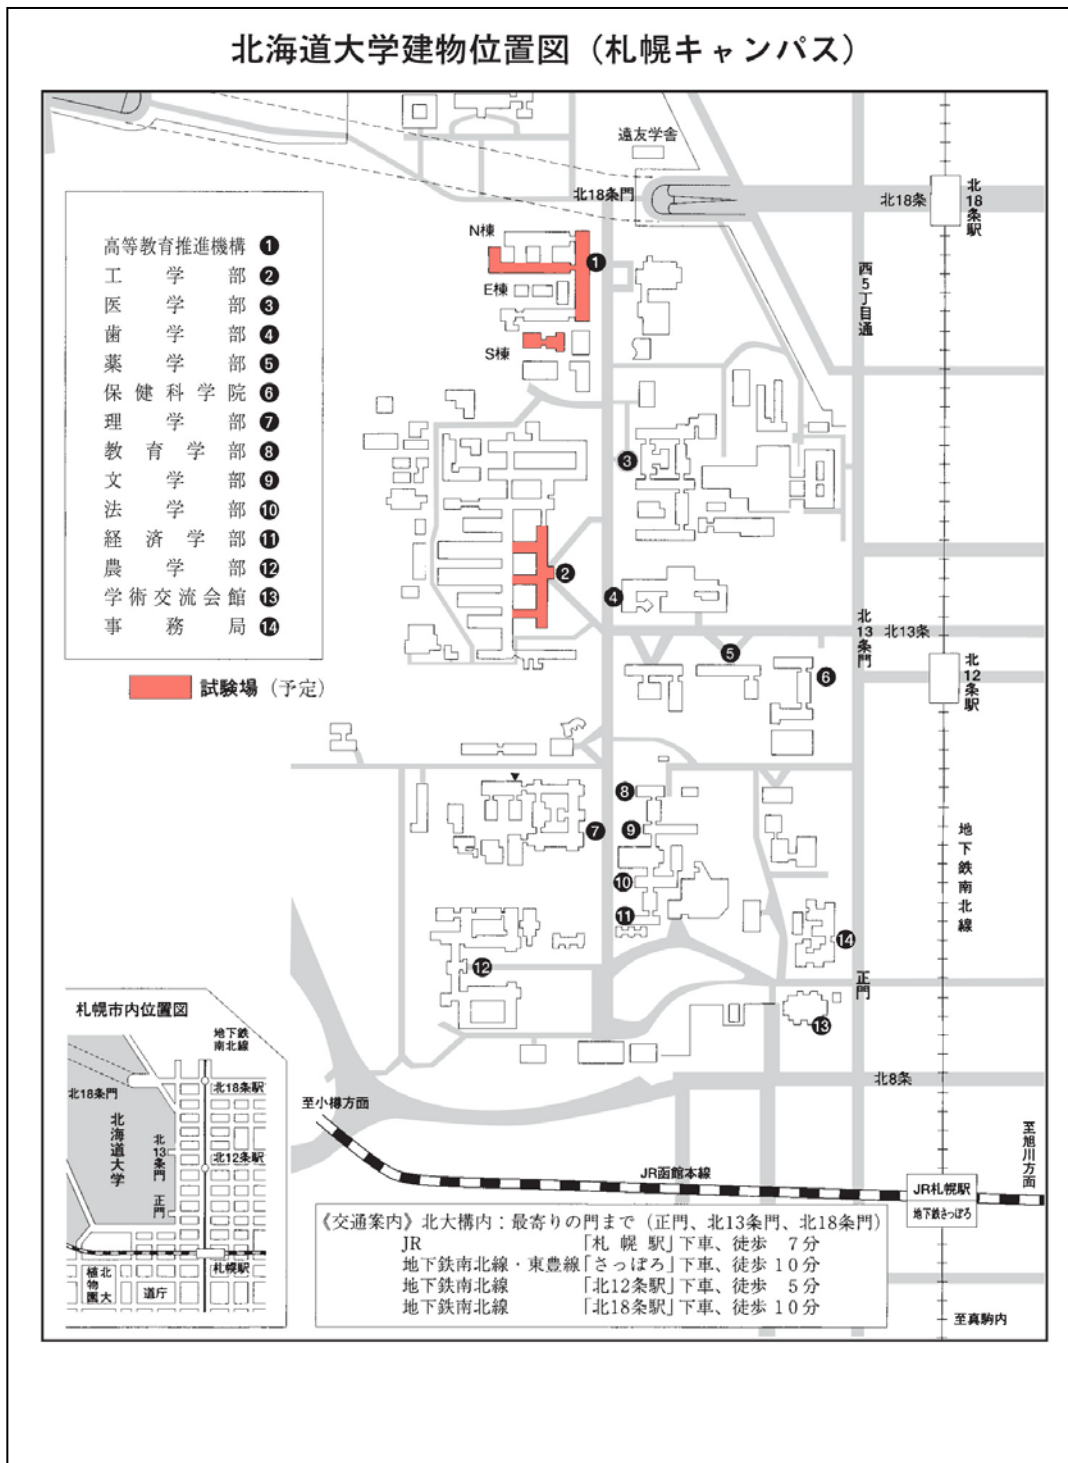 北海道大学建物位置図（札幌キャンパス）
遠友学舎
北18条門
北18条
北18条駅
N棟
E棟
S棟
西5丁目通
高等教育推進機構 ❶
工学部 ❷
医学部 ❸
歯学部 ❹
薬学部 ❺
保健科学院 ❻
理学部 ❼
教育学部 ❽
文学部 ❾
法学部 ❿
経済学部 ⓫
農学部 ⓬
学術交流会館 ⓭
事務局 ⓮
試験場（予定）
❶
❸
❷
❹
北13条門
北13条
❺
❻
北12条駅
❽
❼
❾
❿
⓫
⓬
⓮
⓭
地下鉄南北線
正門
北8条
札幌市内位置図
地下鉄
南北線
北18条門
北18条駅
北海道大学
北13条門
北12条駅
正門
札幌駅
北大植物園
道庁
至小樽方面
JR函館本線
至旭川方面
JR札幌駅
地下鉄さっぽろ
《交通案内》北大構内：最寄りの門まで（正門、北13条門、北18条門）
JR 「札幌駅」下車、徒歩 7分
地下鉄南北線・東豊線「さっぽろ」下車、徒歩10分
地下鉄南北線 「北12条駅」下車、徒歩 5分
地下鉄南北線 「北18条駅」下車、徒歩10分
至真駒内